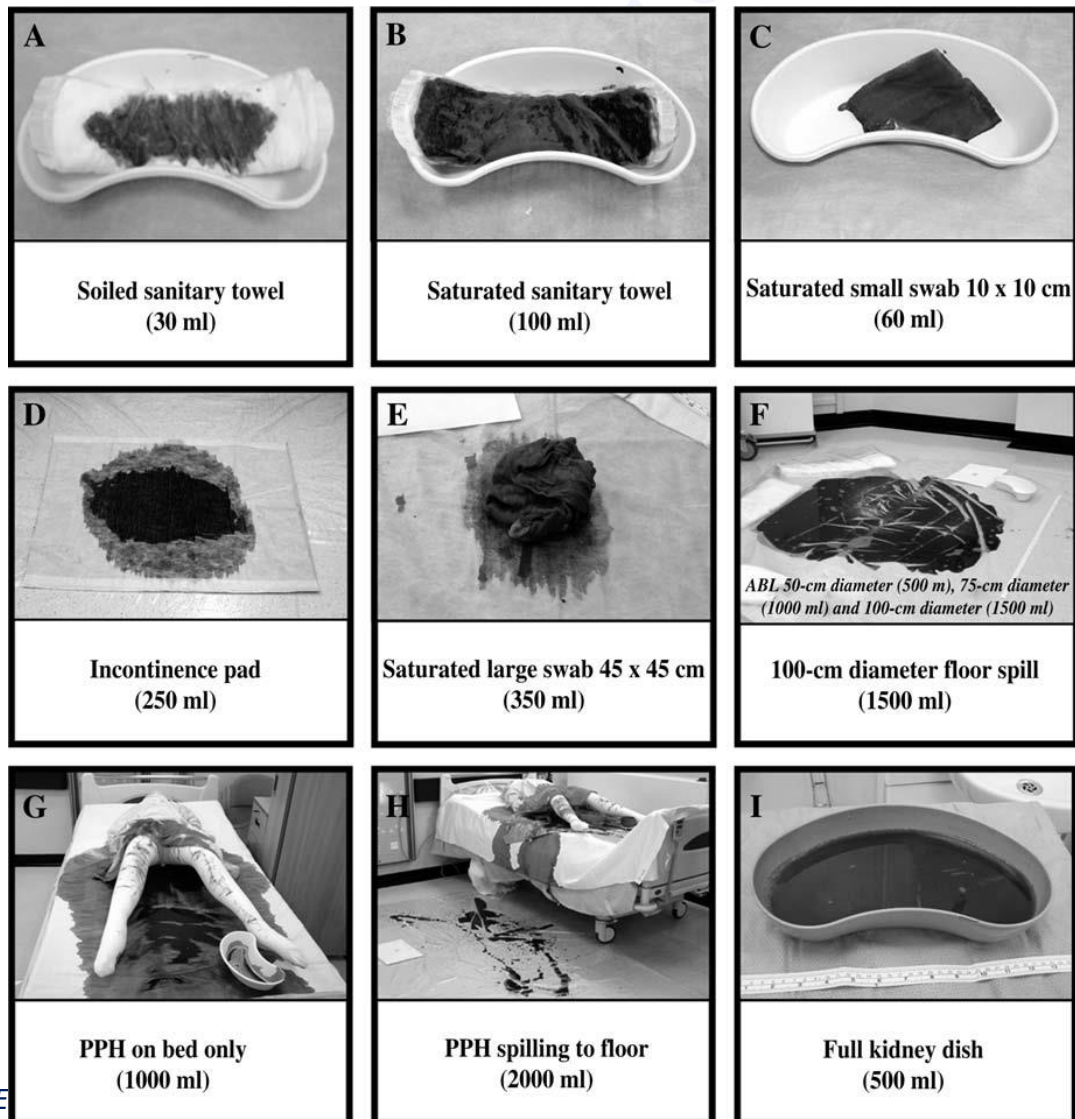 A
B
C
Soiled sanitary towel
(30 ml)
Saturated sanitary towel
(100 ml)
Saturated small swab 10 x 10 cm
(60 ml)
D
E
F
ABL 50-cm diameter (500 m), 75-cm diameter
(1000 ml) and 100-cm diameter (1500 ml)
Incontinence pad
(250 ml)
Saturated large swab 45 x 45 cm
(350 ml)
100-cm diameter floor spill
(1500 ml)
G
H
I
PPH on bed only
(1000 ml)
PPH spilling to floor
(2000 ml)
Full kidney dish
(500 ml)
E